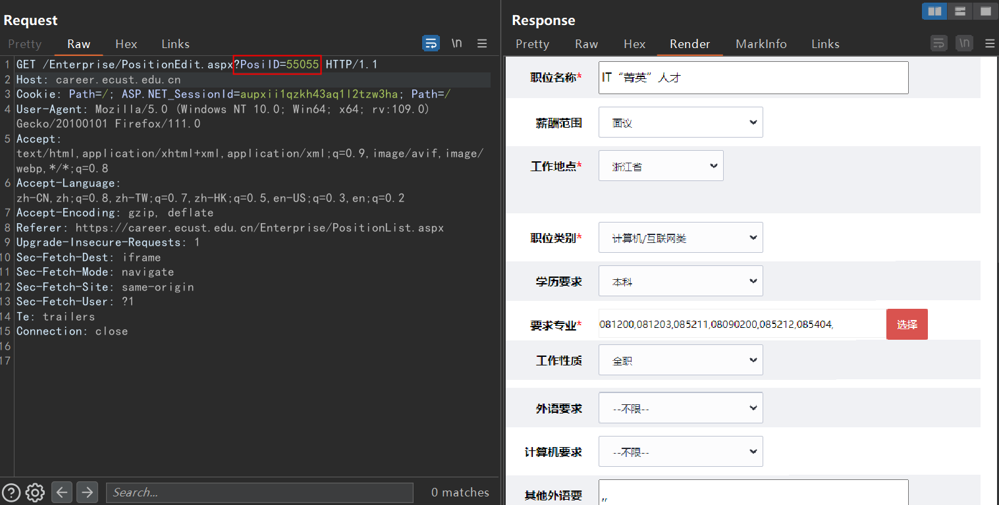 Request
Pretty Raw Hex Links \n
1 GET /Enterprise/PositionEdit.aspx?PosiID=55055 HTTP/1.1
2 Host: career.ecust.edu.cn
3 Cookie: Path=/; ASP.NET_SessionId=aupxii1qzkh43aq1l2tzw3ha; Path=/
4 User-Agent: Mozilla/5.0 (Windows NT 10.0; Win64; x64; rv:109.0)
Gecko/20100101 Firefox/111.0
5 Accept:
text/html,application/xhtml+xml,application/xml;q=0.9,image/avif,image/
webp,*/*;q=0.8
6 Accept-Language:
zh-CN,zh;q=0.8,zh-TW;q=0.7,zh-HK;q=0.5,en-US;q=0.3,en;q=0.2
7 Accept-Encoding: gzip, deflate
8 Referer: https://career.ecust.edu.cn/Enterprise/PositionList.aspx
9 Upgrade-Insecure-Requests: 1
10 Sec-Fetch-Dest: iframe
11 Sec-Fetch-Mode: navigate
12 Sec-Fetch-Site: same-origin
13 Sec-Fetch-User: ?1
14 Te: trailers
15 Connection: close
16
17
Search...
0 matches
Response
Pretty Raw Hex Render MarkInfo Links \n
职位名称* IT“菁英”人才
薪酬范围 面议
工作地点* 浙江省
职位类别* 计算机/互联网类
学历要求 本科
要求专业* 081200,081203,085211,08090200,085212,085404, 选择
工作性质 全职
外语要求 --不限--
计算机要求 --不限--
其他外语要 ,,